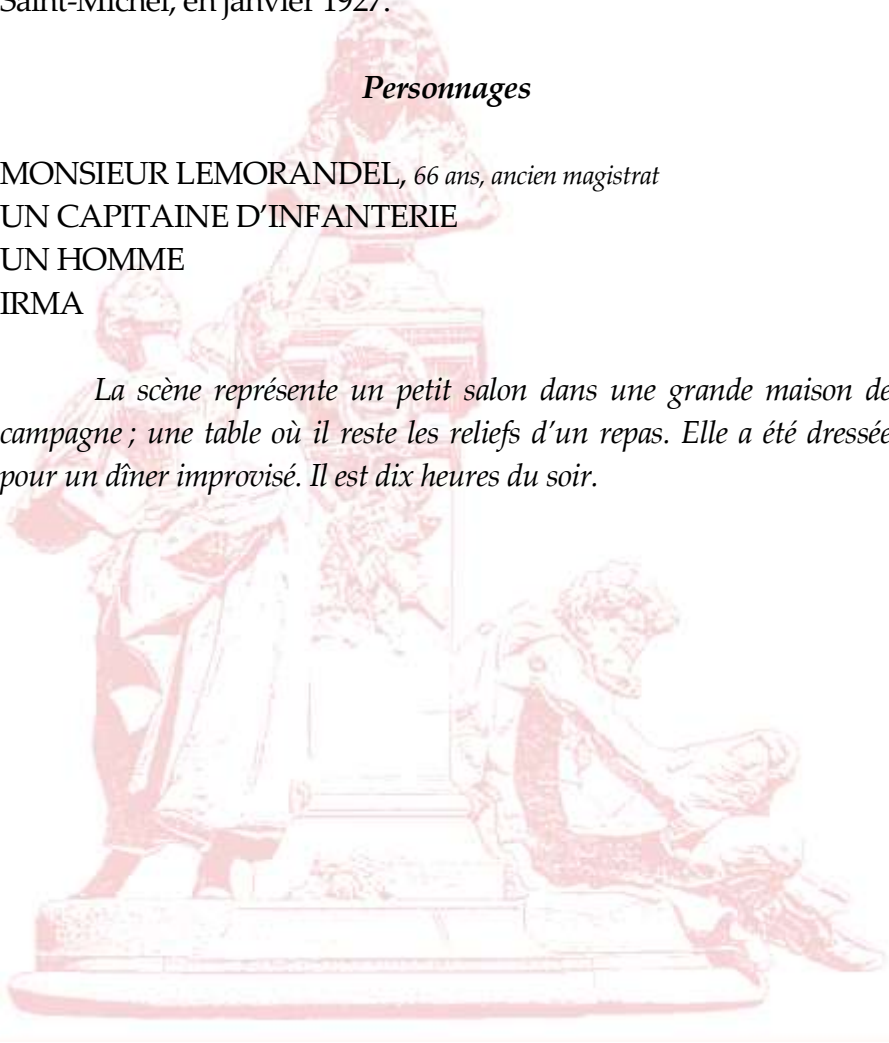 Saint-Michel, en janvier 1927.
Personnages
MONSIEUR LEMORANDEL, 66 ans, ancien magistrat
UN CAPITAINE D’INFANTERIE
UN HOMME
IRMA
La scène représente un petit salon dans une grande maison de
campagne ; une table où il reste les reliefs d’un repas. Elle a été dressée
pour un dîner improvisé. Il est dix heures du soir.